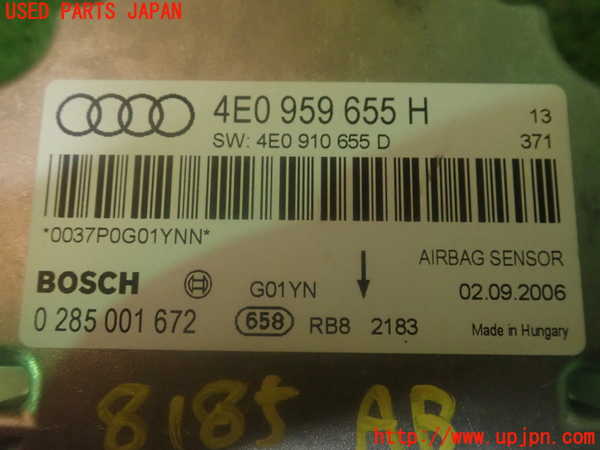 USED PARTS JAPAN
4E0 959 655 H
13
SW: 4E0 910 655 D
371
*0037P0G01YNN*
AIRBAG SENSOR
BOSCH
G01YN
02.09.2006
0 285 001 672
658
RB8
2183
Made in Hungary
8185 AB
http://www.upjpn.com/